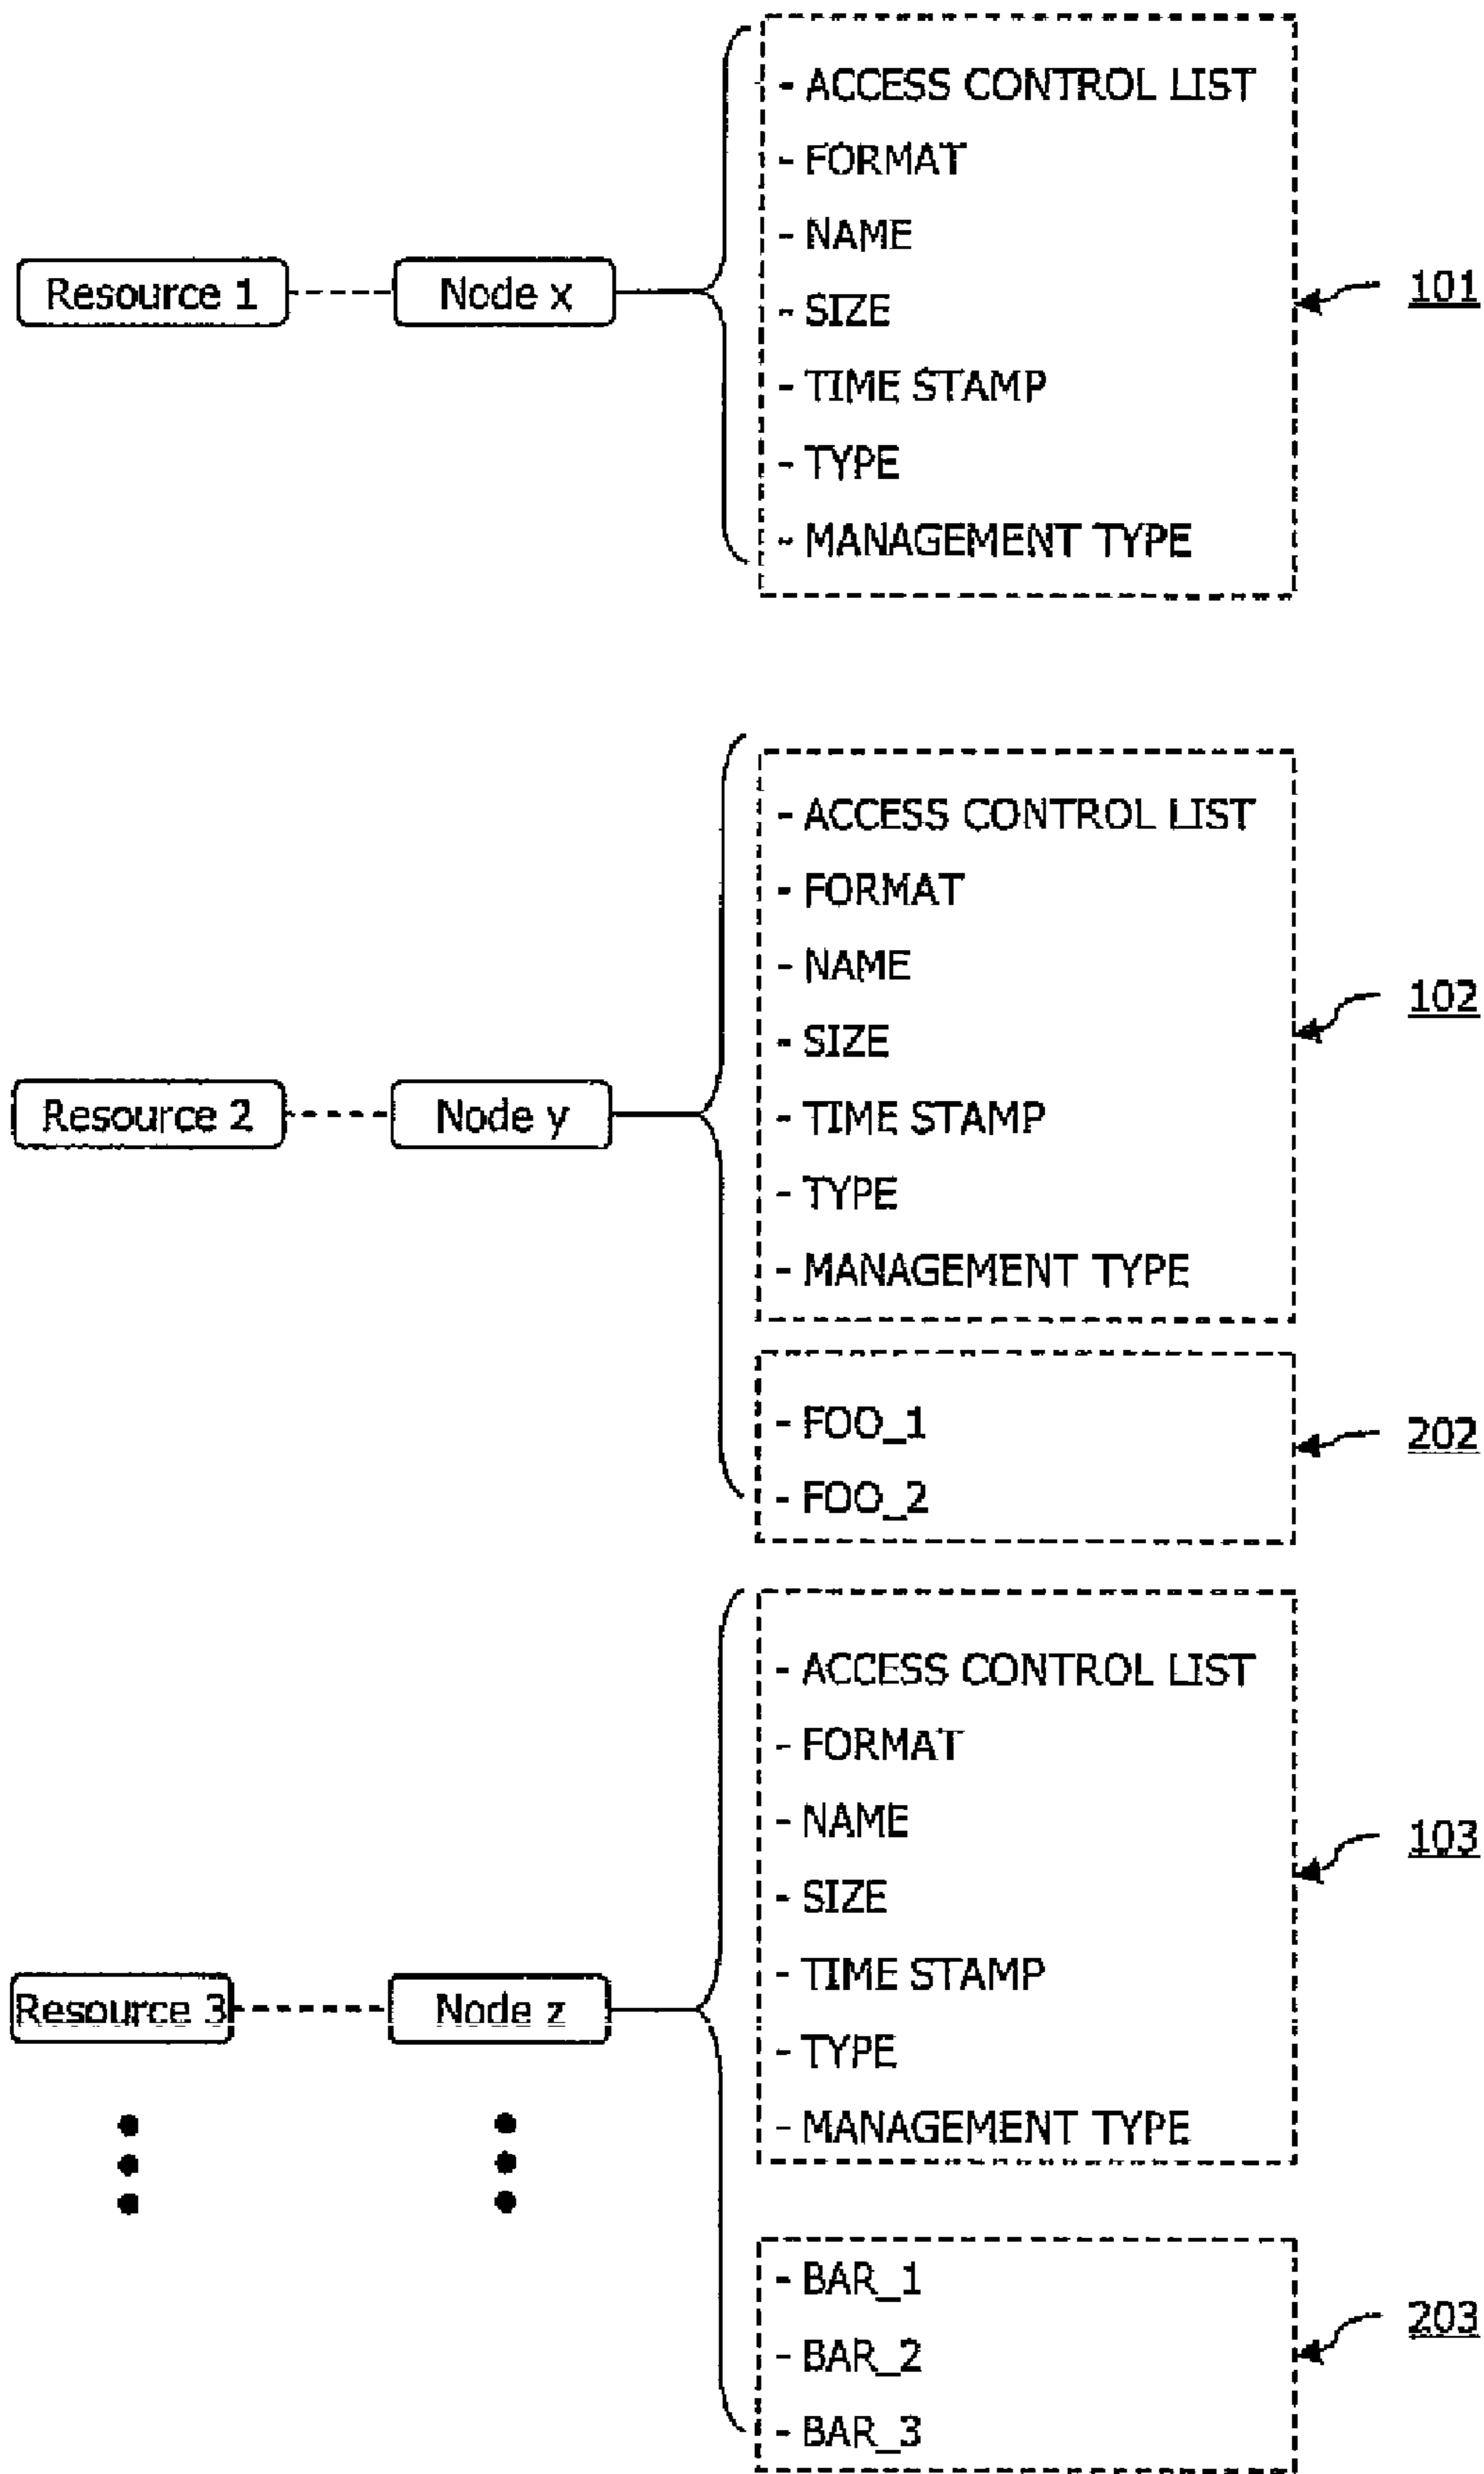 - ACCESS CONTROL LIST
- FORMAT
- NAME
- SIZE
- TIME STAMP
- TYPE
- MANAGEMENT TYPE
Resource 1
Node x
101
- ACCESS CONTROL LIST
- FORMAT
- NAME
- SIZE
- TIME STAMP
- TYPE
- MANAGEMENT TYPE
102
Resource 2
Node y
- FOO_1
- FOO_2
202
- ACCESS CONTROL LIST
- FORMAT
- NAME
- SIZE
- TIME STAMP
- TYPE
- MANAGEMENT TYPE
103
Resource 3
Node z
- BAR_1
- BAR_2
- BAR_3
203